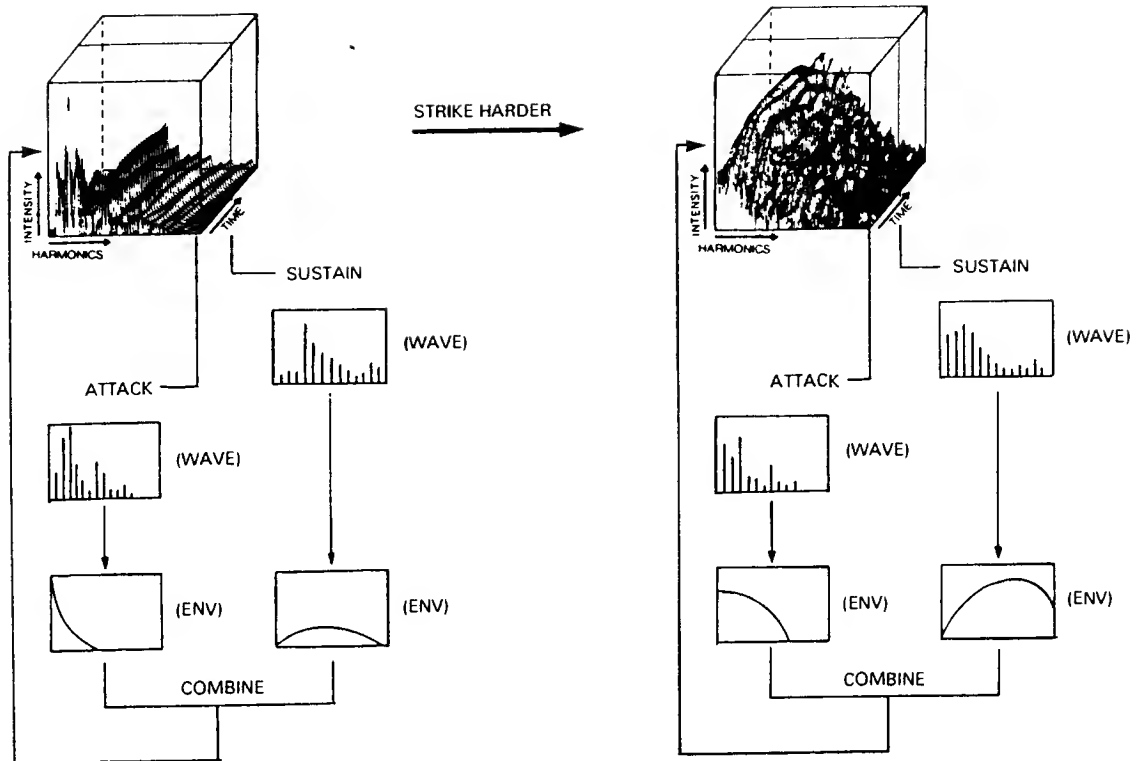 STRIKE HARDER
INTENSITY
HARMONICS
TIME
SUSTAIN
(WAVE)
ATTACK
(WAVE)
(ENV)
(ENV)
COMBINE
INTENSITY
HARMONICS
TIME
SUSTAIN
(WAVE)
ATTACK
(WAVE)
(ENV)
(ENV)
COMBINE